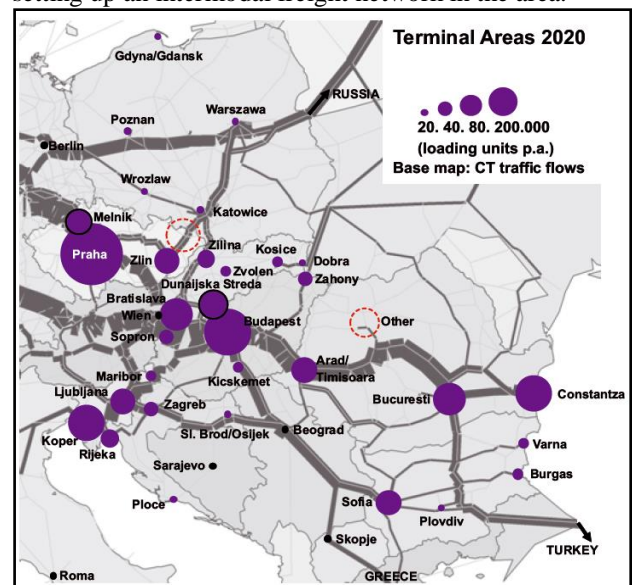 setting up an intermodal freight network in the area.
Terminal Areas 2020
20. 40. 80. 200.000
(loading units p.a.)
Base map: CT traffic flows
Gdyna/Gdansk
RUSSIA
Poznan
Warszawa
Berlin
Wrozlaw
Katowice
Melnik
Praha
Zlin
Zilina
Kosice
Dobra
Zvolen
Zahony
Dunaijska Streda
Bratislava
Wien
Budapest
Other
Sopron
Arad/
Timisoara
Maribor
Kicskemet
Ljubljana
Zagreb
Bucuresti
Constantza
Koper
Rijeka
Sl. Brod/Osijek
Beograd
Varna
Sarajevo
Burgas
Ploce
Sofia
Plovdiv
Skopje
TURKEY
Roma
GREECE